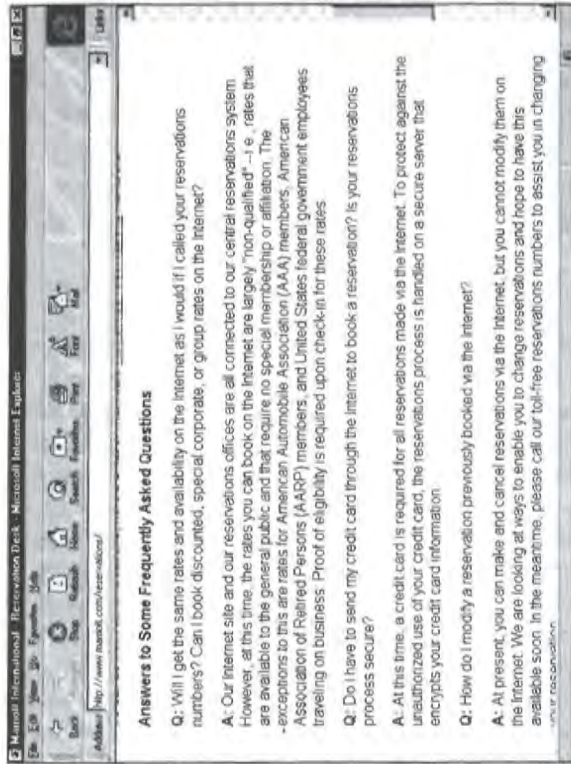 Marriott International - Reservation Desk - Microsoft Internet Explorer
File Edit View Go Favorites Help
Back Stop Refresh Home Search Favorites Print Font Mail
Address http://www.marriott.com/reservations/ Links
Answers to Some Frequently Asked Questions
Q: Will I get the same rates and availability on the Internet as I would if I called your reservations
numbers? Can I book discounted, special corporate, or group rates on the Internet?
A: Our Internet site and our reservations offices are all connected to our central reservations system.
However, at this time, the rates you can book on the Internet are largely "non-qualified" --i.e., rates that
are available to the general public and that require no special membership or affiliation. The
exceptions to this are rates for American Automobile Association (AAA) members, American
Association of Retired Persons (AARP) members, and United States federal government employees
traveling on business. Proof of eligibility is required upon check-in for these rates.
Q: Do I have to send my credit card through the Internet to book a reservation? Is your reservations
process secure?
A: At this time, a credit card is required for all reservations made via the Internet. To protect against the
unauthorized use of your credit card, the reservations process is handled on a secure server that
encrypts your credit card information.
Q: How do I modify a reservation previously booked via the Internet?
A: At present, you can make and cancel reservations via the Internet, but you cannot modify them on
the Internet. We are looking at ways to enable you to change reservations and hope to have this
available soon. In the meantime, please call our toll-free reservations numbers to assist you in changing
your reservation.